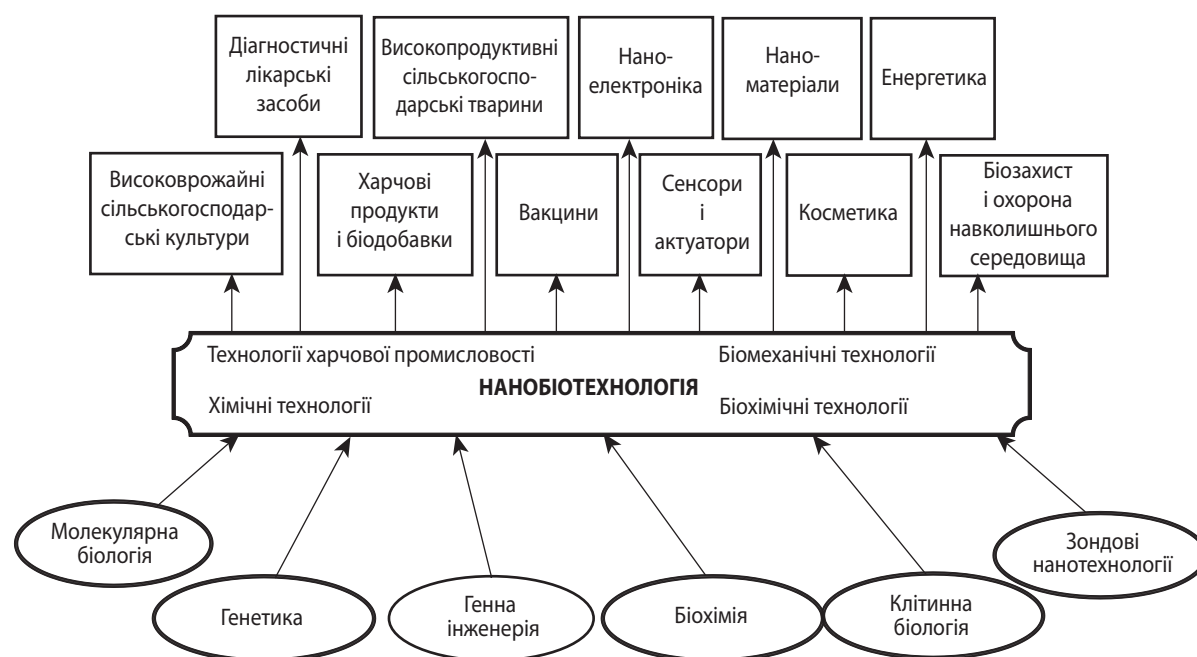 Діагностичні
лікарські
засоби
Високопродуктивні
сільськогоспо-
дарські тварини
Нано-
електроніка
Нано-
матеріали
Енергетика
Високоврожайні
сільськогосподар-
ські культури
Харчові
продукти
і біодобавки
Вакцини
Сенсори
і
актуатори
Косметика
Біозахист
і охорона
навколишнього
середовища
Технології харчової промисловості
Біомеханічні технології
НАНОБІОТЕХНОЛОГІЯ
Хімічні технології
Біохімічні технології
Молекулярна
біологія
Генетика
Генна
інженерія
Біохімія
Клітинна
біологія
Зондові
нанотехнології